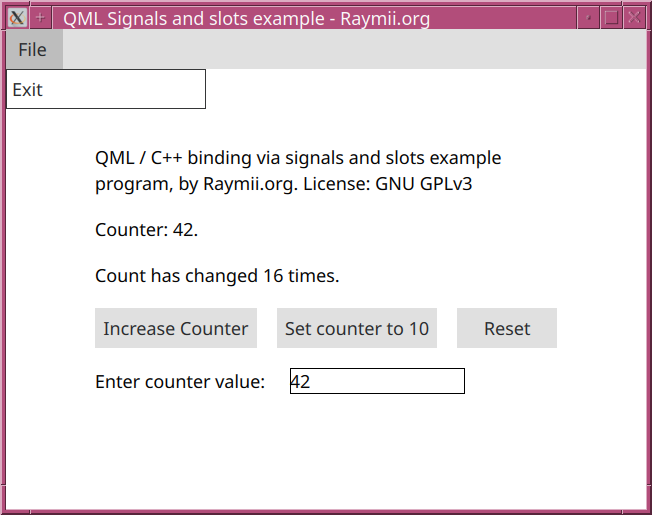 QML Signals and slots example - Raymii.org
File
Exit
QML / C++ binding via signals and slots example
program, by Raymii.org. License: GNU GPLv3
Counter: 42.
Count has changed 16 times.
Increase Counter Set counter to 10 Reset
Enter counter value: 42